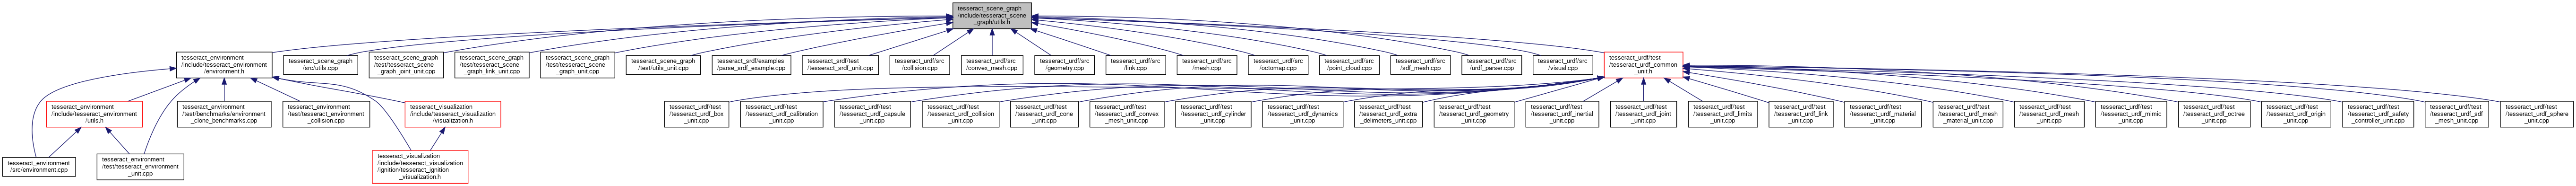 tesseract_scene_graph
/include/tesseract_scene
_graph/utils.h
tesseract_environment
/include/tesseract_environment
/environment.h
tesseract_scene_graph
/src/utils.cpp
tesseract_scene_graph
/test/tesseract_scene
_graph_joint_unit.cpp
tesseract_scene_graph
/test/tesseract_scene
_graph_link_unit.cpp
tesseract_scene_graph
/test/tesseract_scene
_graph_unit.cpp
tesseract_scene_graph
/test/utils_unit.cpp
tesseract_srdf/examples
/parse_srdf_example.cpp
tesseract_srdf/test
/tesseract_srdf_unit.cpp
tesseract_urdf/src
/collision.cpp
tesseract_urdf/src
/convex_mesh.cpp
tesseract_urdf/src
/geometry.cpp
tesseract_urdf/src
/link.cpp
tesseract_urdf/src
/mesh.cpp
tesseract_urdf/src
/octomap.cpp
tesseract_urdf/src
/point_cloud.cpp
tesseract_urdf/src
/sdf_mesh.cpp
tesseract_urdf/src
/urdf_parser.cpp
tesseract_urdf/src
/visual.cpp
tesseract_urdf/test
/tesseract_urdf_common
_unit.h
tesseract_environment
/include/tesseract_environment
/utils.h
tesseract_environment
/test/benchmarks/environment
_clone_benchmarks.cpp
tesseract_environment
/test/tesseract_environment
_collision.cpp
tesseract_visualization
/include/tesseract_visualization
/visualization.h
tesseract_urdf/test
/tesseract_urdf_box
_unit.cpp
tesseract_urdf/test
/tesseract_urdf_calibration
_unit.cpp
tesseract_urdf/test
/tesseract_urdf_capsule
_unit.cpp
tesseract_urdf/test
/tesseract_urdf_collision
_unit.cpp
tesseract_urdf/test
/tesseract_urdf_cone
_unit.cpp
tesseract_urdf/test
/tesseract_urdf_convex
_mesh_unit.cpp
tesseract_urdf/test
/tesseract_urdf_cylinder
_unit.cpp
tesseract_urdf/test
/tesseract_urdf_dynamics
_unit.cpp
tesseract_urdf/test
/tesseract_urdf_extra
_delimeters_unit.cpp
tesseract_urdf/test
/tesseract_urdf_geometry
_unit.cpp
tesseract_urdf/test
/tesseract_urdf_inertial
_unit.cpp
tesseract_urdf/test
/tesseract_urdf_joint
_unit.cpp
tesseract_urdf/test
/tesseract_urdf_limits
_unit.cpp
tesseract_urdf/test
/tesseract_urdf_link
_unit.cpp
tesseract_urdf/test
/tesseract_urdf_material
_unit.cpp
tesseract_urdf/test
/tesseract_urdf_mesh
_material_unit.cpp
tesseract_urdf/test
/tesseract_urdf_mesh
_unit.cpp
tesseract_urdf/test
/tesseract_urdf_mimic
_unit.cpp
tesseract_urdf/test
/tesseract_urdf_octree
_unit.cpp
tesseract_urdf/test
/tesseract_urdf_origin
_unit.cpp
tesseract_urdf/test
/tesseract_urdf_safety
_controller_unit.cpp
tesseract_urdf/test
/tesseract_urdf_sdf
_mesh_unit.cpp
tesseract_urdf/test
/tesseract_urdf_sphere
_unit.cpp
tesseract_environment
/src/environment.cpp
tesseract_environment
/test/tesseract_environment
_unit.cpp
tesseract_visualization
/include/tesseract_visualization
/ignition/tesseract_ignition
_visualization.h